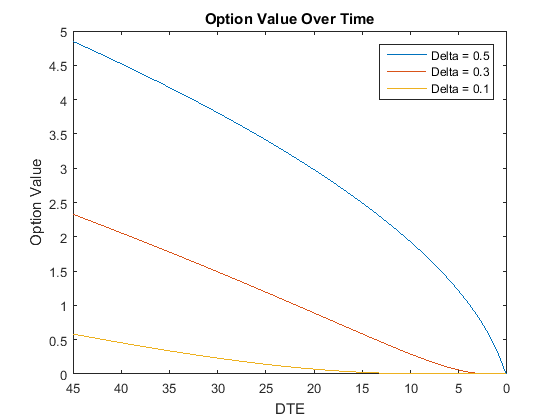 Option Value Over Time
5
4.5
4
3.5
3
2.5
2
1.5
1
0.5
0
Option Value
Delta = 0.5
Delta = 0.3
Delta = 0.1
45 40 35 30 25 20 15 10 5 0
DTE